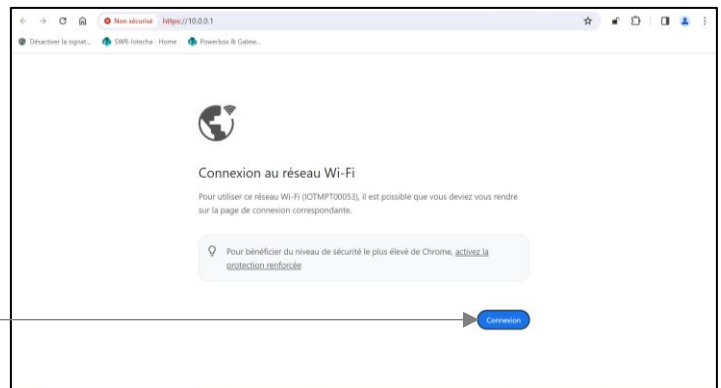 Non sécurisé https://10.0.0.1
Désactiver la signat... SWR-Iotecha - Home Powerbox & Gatew...
Connexion au réseau Wi-Fi
Pour utiliser ce réseau Wi-Fi (IOTMPT00053), il est possible que vous deviez vous rendre
sur la page de connexion correspondante.
Pour bénéficier du niveau de sécurité le plus élevé de Chrome, activez la
protection renforcée
Connexion